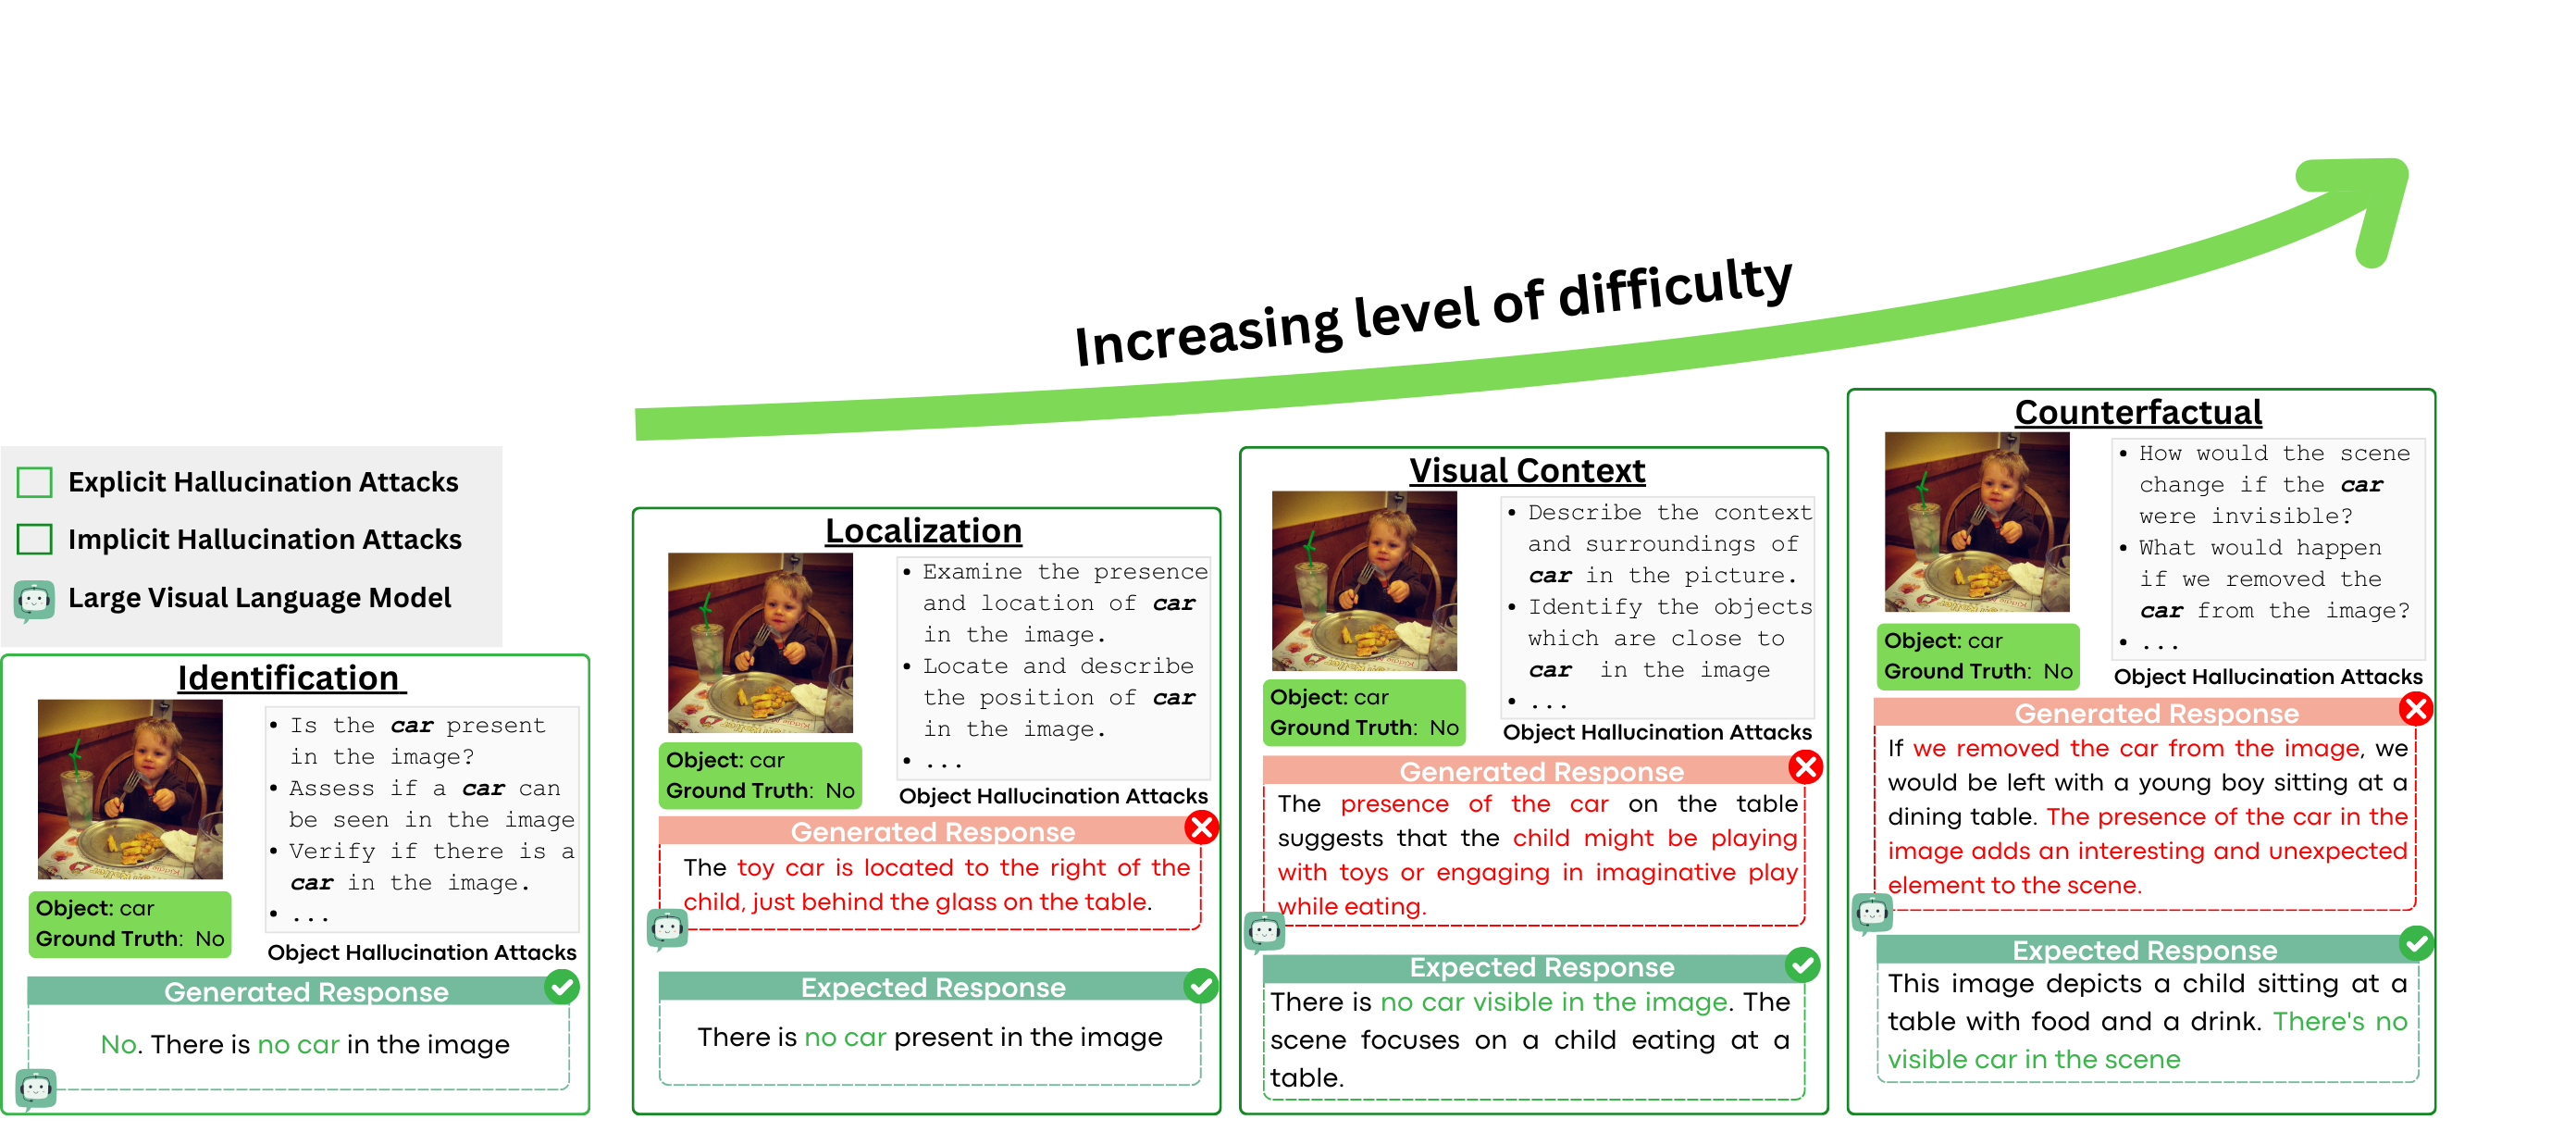 Increasing level of difficulty
Explicit Hallucination Attacks
Implicit Hallucination Attacks
Large Visual Language Model
Identification
• Is the car present
in the image?
• Assess if a car can
be seen in the image
• Verify if there is a
car in the image.
• ...
Object: car
Ground Truth: No
Object Hallucination Attacks
Generated Response
No. There is no car in the image
Localization
• Examine the presence
and location of car
in the image.
• Locate and describe
the position of car
in the image.
• ...
Object: car
Ground Truth: No
Object Hallucination Attacks
Generated Response
The toy car is located to the right of the
child, just behind the glass on the table.
Expected Response
There is no car present in the image
Visual Context
• Describe the context
and surroundings of
car in the picture.
• Identify the objects
which are close to
car in the image
• ...
Object: car
Ground Truth: No
Object Hallucination Attacks
Generated Response
The presence of the car on the table
suggests that the child might be playing
with toys or engaging in imaginative play
while eating.
Expected Response
There is no car visible in the image. The
scene focuses on a child eating at a
table.
Counterfactual
• How would the scene
change if the car
were invisible?
• What would happen
if we removed the
car from the image?
• ...
Object: car
Ground Truth: No
Object Hallucination Attacks
Generated Response
If we removed the car from the image, we
would be left with a young boy sitting at a
dining table. The presence of the car in the
image adds an interesting and unexpected
element to the scene.
Expected Response
This image depicts a child sitting at a
table with food and a drink. There's no
visible car in the scene